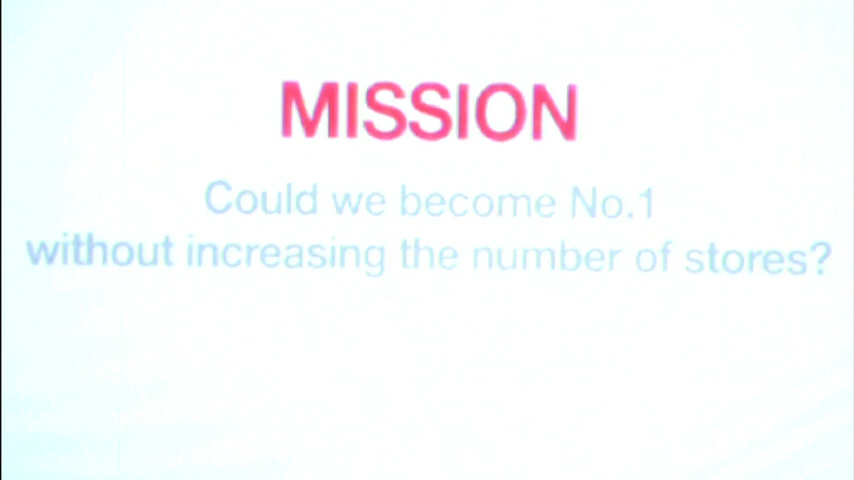 MISSION
Could we become No.1
without increasing the number of stores?